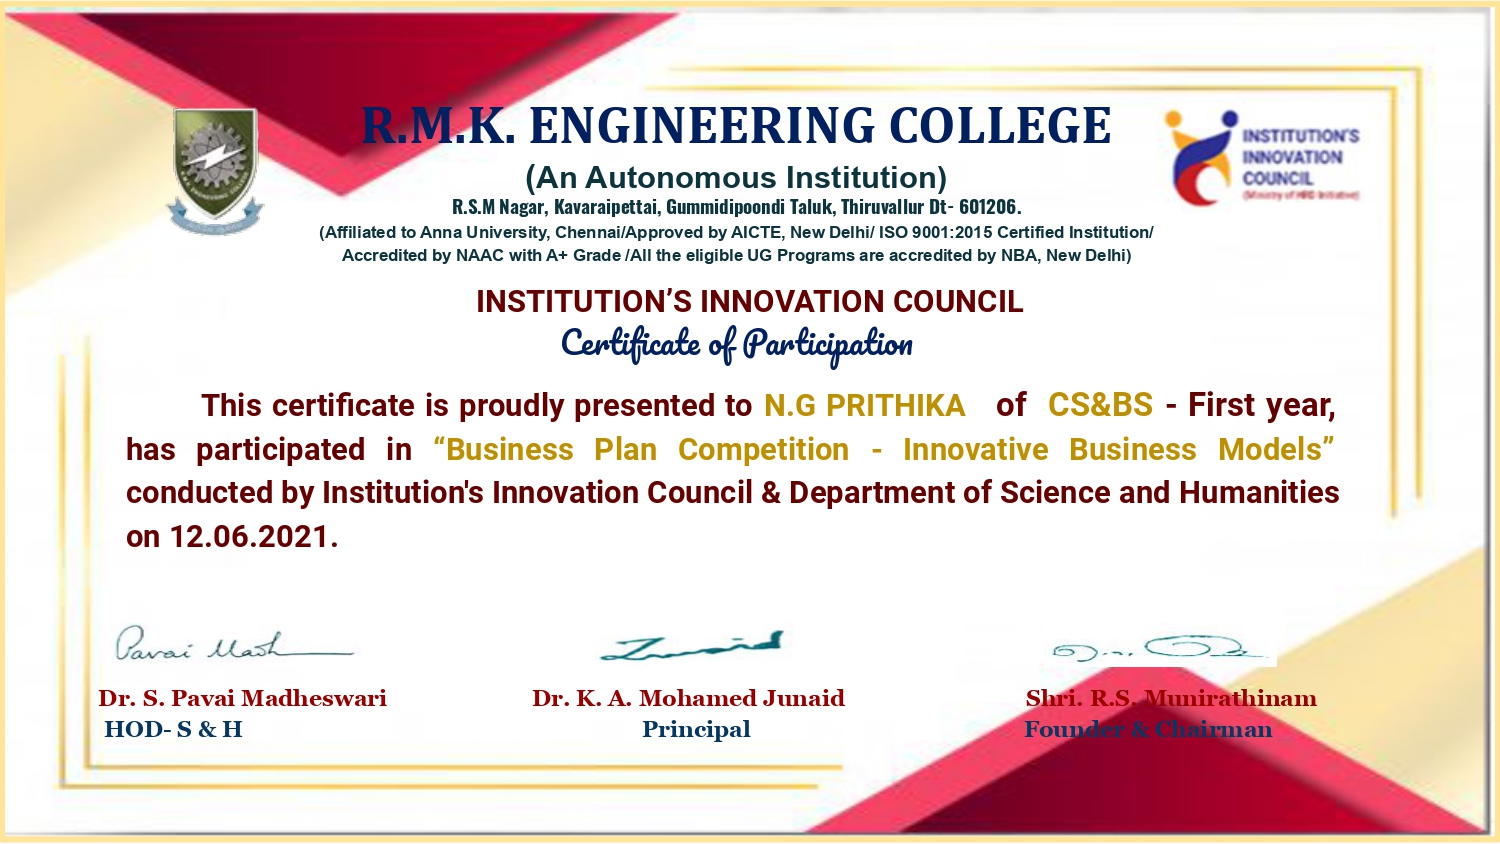 R.M.K. ENGINEERING COLLEGE
(An Autonomous Institution)
R.S.M Nagar, Kavaraipettai, Gummidipoondi Taluk, Thiruvallur Dt- 601206.
(Affiliated to Anna University, Chennai/Approved by AICTE, New Delhi/ ISO 9001:2015 Certified Institution/
Accredited by NAAC with A+ Grade /All the eligible UG Programs are accredited by NBA, New Delhi)
INSTITUTION'S
INNOVATION
COUNCIL
(Ministry of HRD Initiative)
INSTITUTION’S INNOVATION COUNCIL
Certificate of Participation
This certificate is proudly presented to N.G PRITHIKA of CS&BS - First year,
has participated in “Business Plan Competition - Innovative Business Models”
conducted by Institution's Innovation Council & Department of Science and Humanities
on 12.06.2021.
Dr. S. Pavai Madheswari
HOD- S & H
Dr. K. A. Mohamed Junaid
Principal
Shri. R.S. Munirathinam
Founder & Chairman